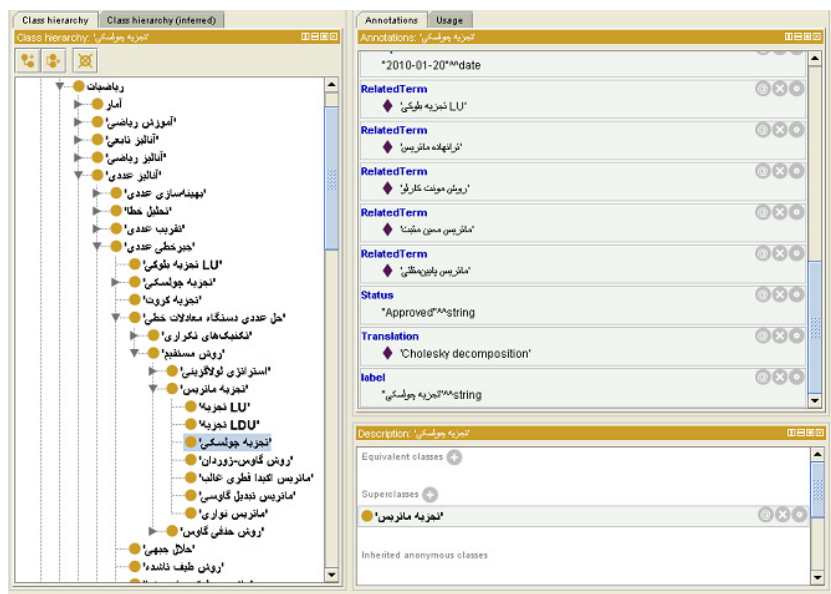 Class hierarchy
Class hierarchy (inferred)
Class hierarchy: 'تجزیه چولسکی'
ریاضیات
آمار
'آموزش ریاضی'
'آنالیز تابعی'
'آنالیز ریاضی'
'آنالیز عددی'
'بهینه‌سازی عددی'
'تحلیل خطا'
'تقریب عددی'
'جبرخطی عددی'
'LU تجزیه بلوکی'
'تجزیه چولسکی'
'تجزیه کروت'
'حل عددی دستگاه معادلات خطی'
'تکنیک‌های تکراری'
'روش مستقیم'
'استراتژی لولاگزینی'
'تجزیه ماتریس'
'LU تجزیه'
'LDU تجزیه'
'تجزیه چولسکی'
'روش گاوس-زوردان'
'ماتریس اکیدا قطری غالب'
'ماتریس تبدیل گاوسی'
'ماتریس نواری'
'روش حذفی گاوس'
'حلال جبهی'
'روش طیف ناشده'
Annotations
Usage
Annotations: 'تجزیه چولسکی'
"2010-01-20"^^date
RelatedTerm
'LU تجزیه بلوکی'
RelatedTerm
'ترانهاده ماتریس'
RelatedTerm
'روش مونت کارلو'
RelatedTerm
'ماتریس معین مثبت'
RelatedTerm
'ماتریس پایین‌مثلثی'
Status
"Approved"^^string
Translation
'Cholesky decomposition'
label
"تجزیه چولسکی"^^string
Description: 'تجزیه چولسکی'
Equivalent classes
Superclasses
'تجزیه ماتریس'
Inherited anonymous classes